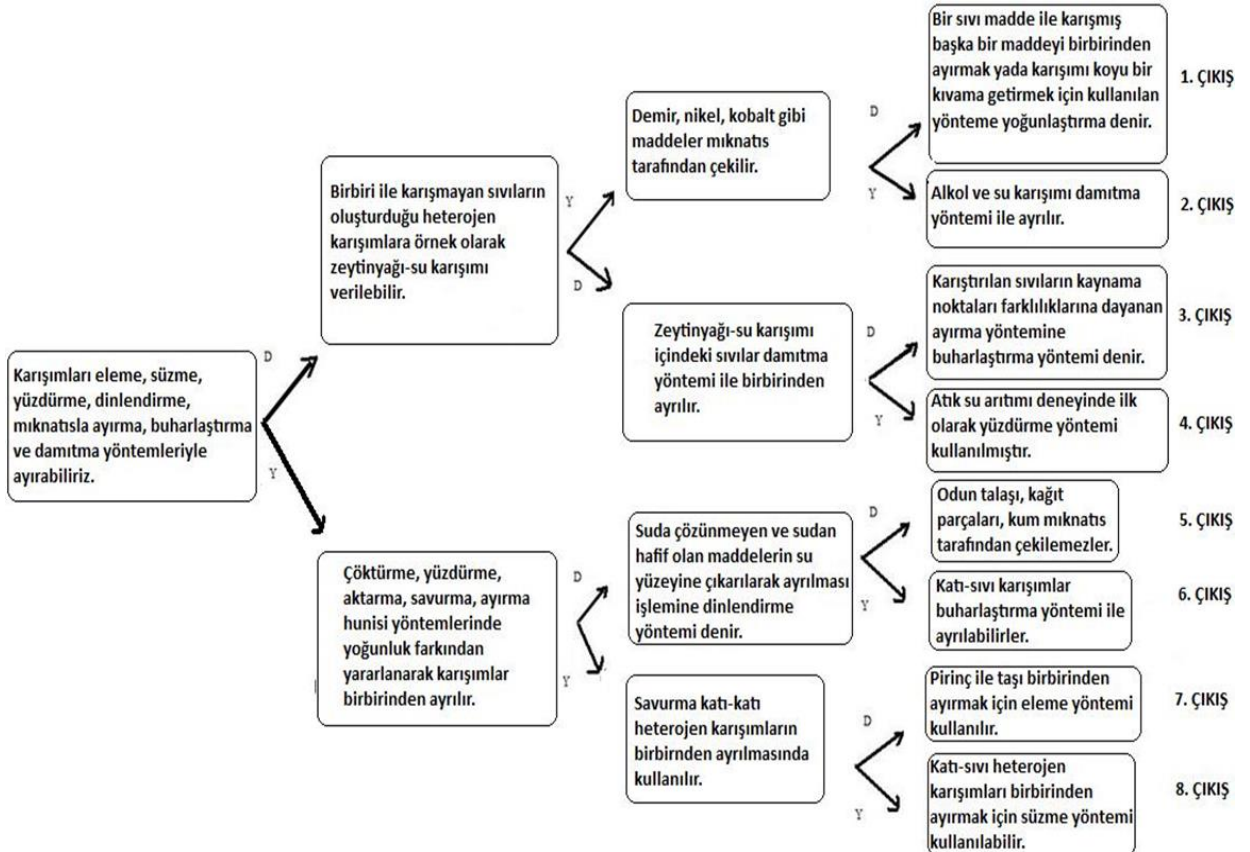 Karışımları eleme, süzme,
yüzdürme, dinlendirme,
mıknatısla ayırma, buharlaştırma
ve damıtma yöntemleriyle
ayırabiliriz.
D
Y
Birbiri ile karışmayan sıvıların
oluşturduğu heterojen
karışımlara örnek olarak
zeytinyağı-su karışımı
verilebilir.
Y
D
Çöktürme, yüzdürme,
aktarma, savurma, ayırma
hunisi yöntemlerinde
yoğunluk farkından
yararlanarak karışımlar
birbirinden ayrılır.
D
Y
Demir, nikel, kobalt gibi
maddeler mıknatıs
tarafından çekilir.
D
Y
Zeytinyağı-su karışımı
içindeki sıvılar damıtma
yöntemi ile birbirinden
ayrılır.
D
Y
Suda çözünmeyen ve sudan
hafif olan maddelerin su
yüzeyine çıkarılarak ayrılması
işlemine dinlendirme
yöntemi denir.
D
Y
Savurma katı-katı
heterojen karışımların
birbirnden ayrılmasında
kullanılır.
D
Y
Bir sıvı madde ile karışmış
başka bir maddeyi birbirinden
ayırmak yada karışımı koyu bir
kıvama getirmek için kullanılan
yönteme yoğunlaştırma denir.
1. ÇIKIŞ
Alkol ve su karışımı damıtma
yöntemi ile ayrılır.
2. ÇIKIŞ
Karıştırılan sıvıların kaynama
noktaları farklılıklarına dayanan
ayırma yöntemine
buharlaştırma yöntemi denir.
3. ÇIKIŞ
Atık su arıtımı deneyinde ilk
olarak yüzdürme yöntemi
kullanılmıştır.
4. ÇIKIŞ
Odun talaşı, kağıt
parçaları, kum mıknatıs
tarafından çekilemezler.
5. ÇIKIŞ
Katı-sıvı karışımlar
buharlaştırma yöntemi ile
ayrılabilirler.
6. ÇIKIŞ
Pirinç ile taşı birbirinden
ayırmak için eleme yöntemi
kullanılır.
7. ÇIKIŞ
Katı-sıvı heterojen
karışımları birbirinden
ayırmak için süzme yöntemi
kullanılabilir.
8. ÇIKIŞ